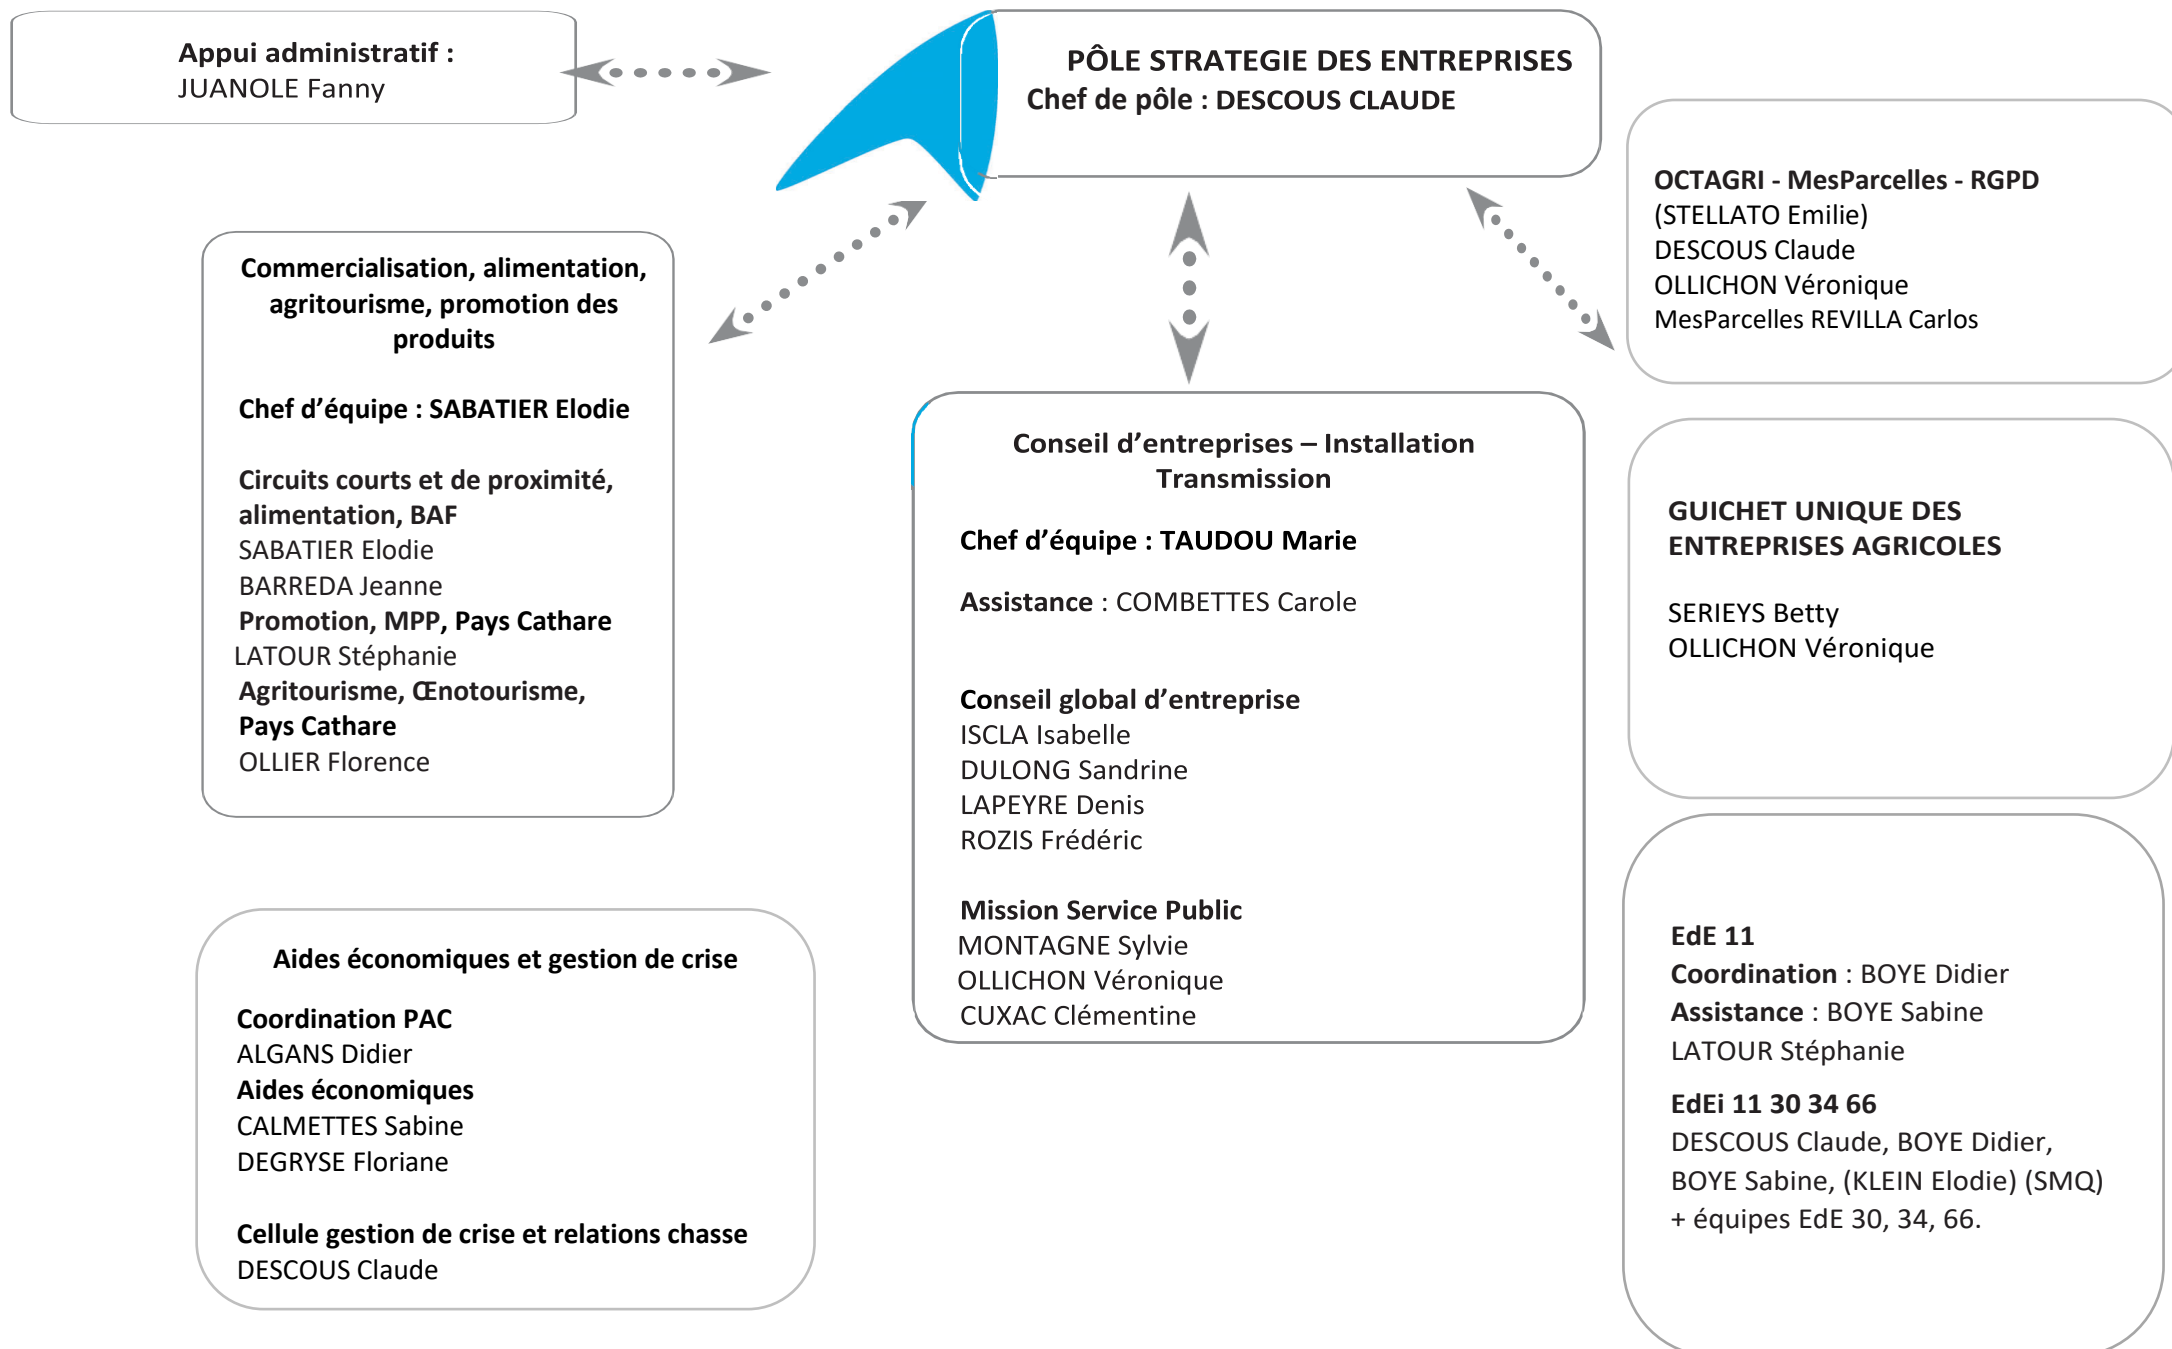 Appui administratif :
JUANOLE Fanny
PÔLE STRATEGIE DES ENTREPRISES
Chef de pôle : DESCOUS CLAUDE
Commercialisation, alimentation,
agritourisme, promotion des
produits
Chef d’équipe : SABATIER Elodie
Circuits courts et de proximité,
alimentation, BAF
SABATIER Elodie
BARREDA Jeanne
Promotion, MPP, Pays Cathare
LATOUR Stéphanie
Agritourisme, Œnotourisme,
Pays Cathare
OLLIER Florence
Aides économiques et gestion de crise
Coordination PAC
ALGANS Didier
Aides économiques
CALMETTES Sabine
DEGRYSE Floriane
Cellule gestion de crise et relations chasse
DESCOUS Claude
Conseil d’entreprises – Installation
Transmission
Chef d’équipe : TAUDOU Marie
Assistance : COMBETTES Carole
Conseil global d’entreprise
ISCLA Isabelle
DULONG Sandrine
LAPEYRE Denis
ROZIS Frédéric
Mission Service Public
MONTAGNE Sylvie
OLLICHON Véronique
CUXAC Clémentine
OCTAGRI - MesParcelles - RGPD
(STELLATO Emilie)
DESCOUS Claude
OLLICHON Véronique
MesParcelles REVILLA Carlos
GUICHET UNIQUE DES
ENTREPRISES AGRICOLES
SERIEYS Betty
OLLICHON Véronique
EdE 11
Coordination : BOYE Didier
Assistance : BOYE Sabine
LATOUR Stéphanie
EdEi 11 30 34 66
DESCOUS Claude, BOYE Didier,
BOYE Sabine, (KLEIN Elodie) (SMQ)
+ équipes EdE 30, 34, 66.